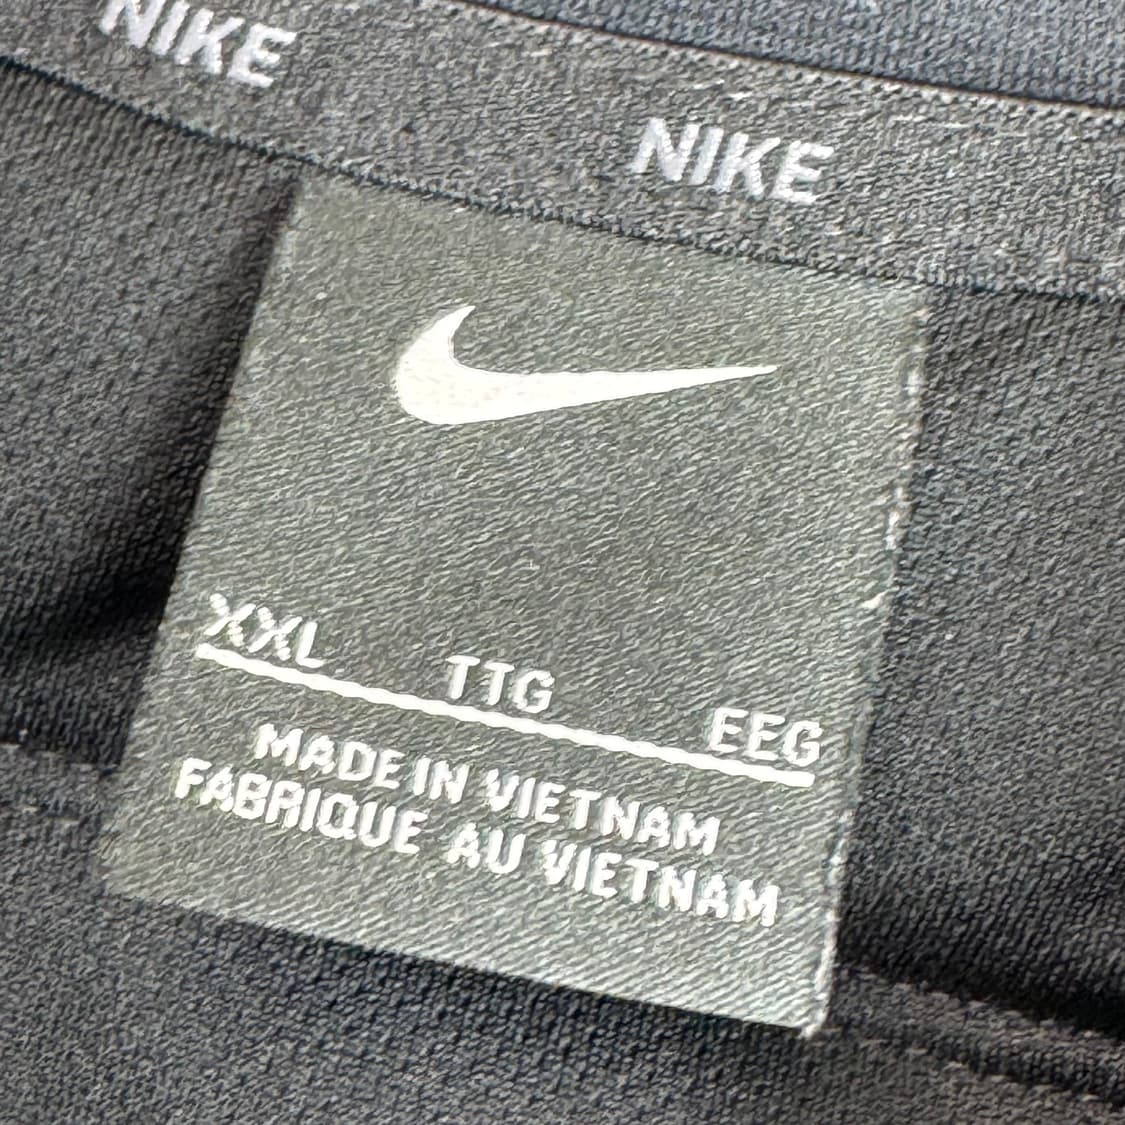 NIKE
NIKE
XXL TTG EEG
MADE IN VIETNAM
FABRIQUE AU VIETNAM